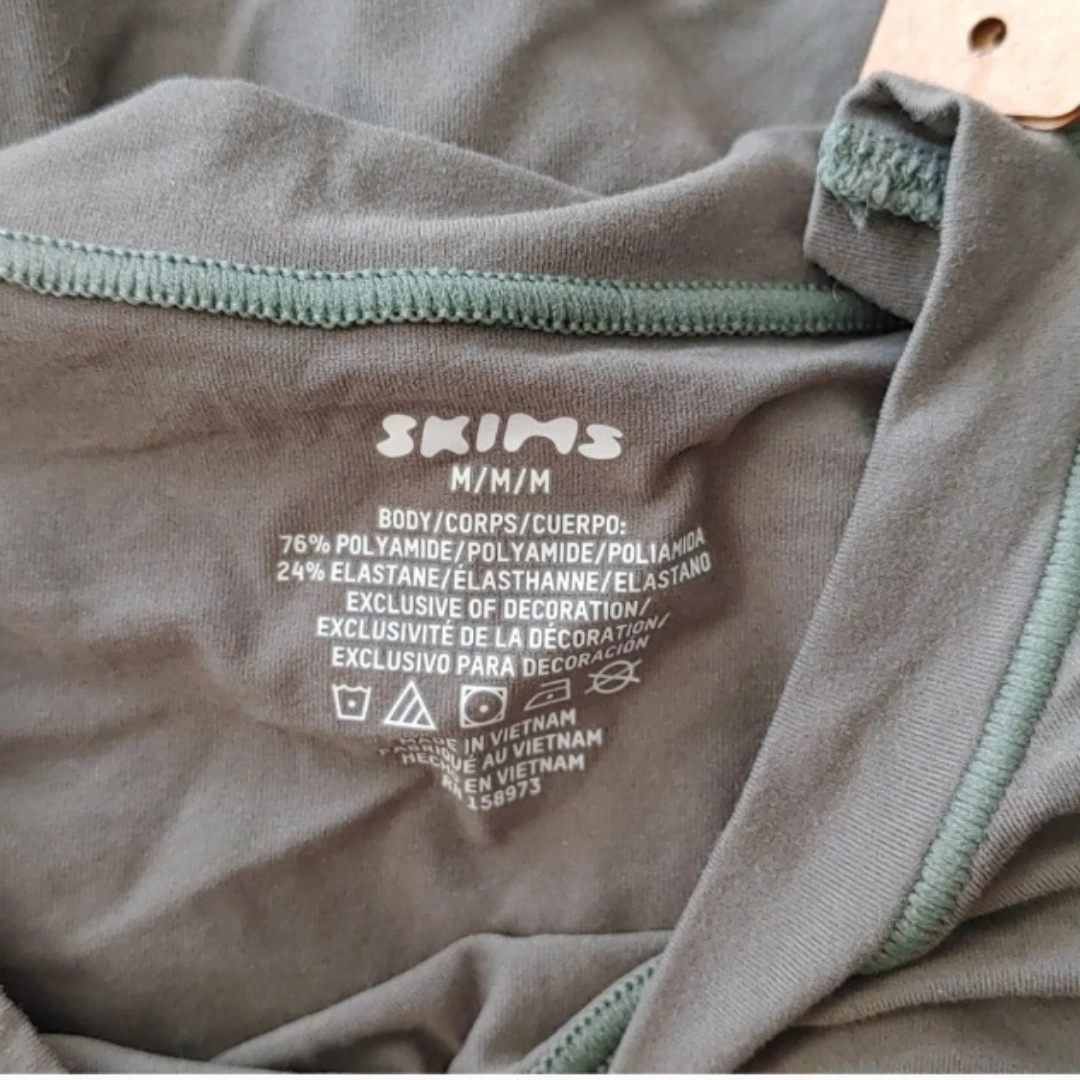 SKIMS
M/M/M
BODY/CORPS/CUERPO:
76% POLYAMIDE/POLYAMIDE/POLIAMIDA
24% ELASTANE/ÉLASTHANNE/ELASTANO
EXCLUSIVE OF DECORATION/
EXCLUSIVITÉ DE LA DÉCORATION/
EXCLUSIVO PARA DECORACIÓN
MADE IN VIETNAM
FABRIQUÉ AU VIETNAM
HECHO EN VIETNAM
RN 158973